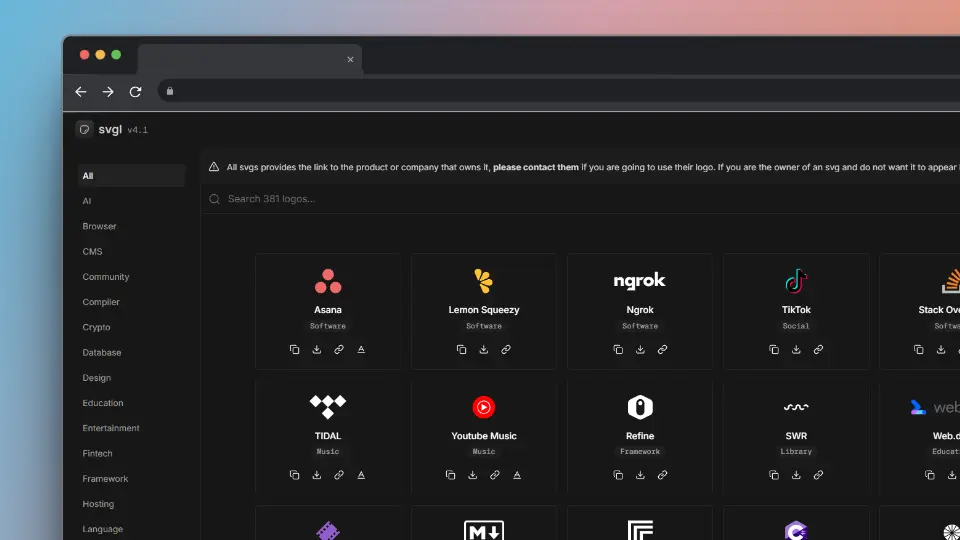 svgl v4.1
All svgs provides the link to the product or company that owns it, please contact them if you are going to use their logo. If you are the owner of an svg and do not want it to appear
Search 381 logos...
All
AI
Browser
CMS
Community
Compiler
Crypto
Database
Design
Education
Entertainment
Fintech
Framework
Hosting
Language
Asana
Software
Lemon Squeezy
Software
ngrok
Ngrok
Software
TikTok
Social
Stack Ove
Softwa
TIDAL
Music
Youtube Music
Music
Refine
Framework
SWR
Library
web
Web.d
Educat
M
C